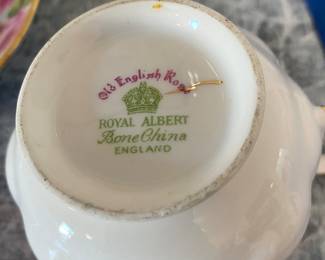 Old English Rose
ROYAL ALBERT
Bone China
ENGLAND